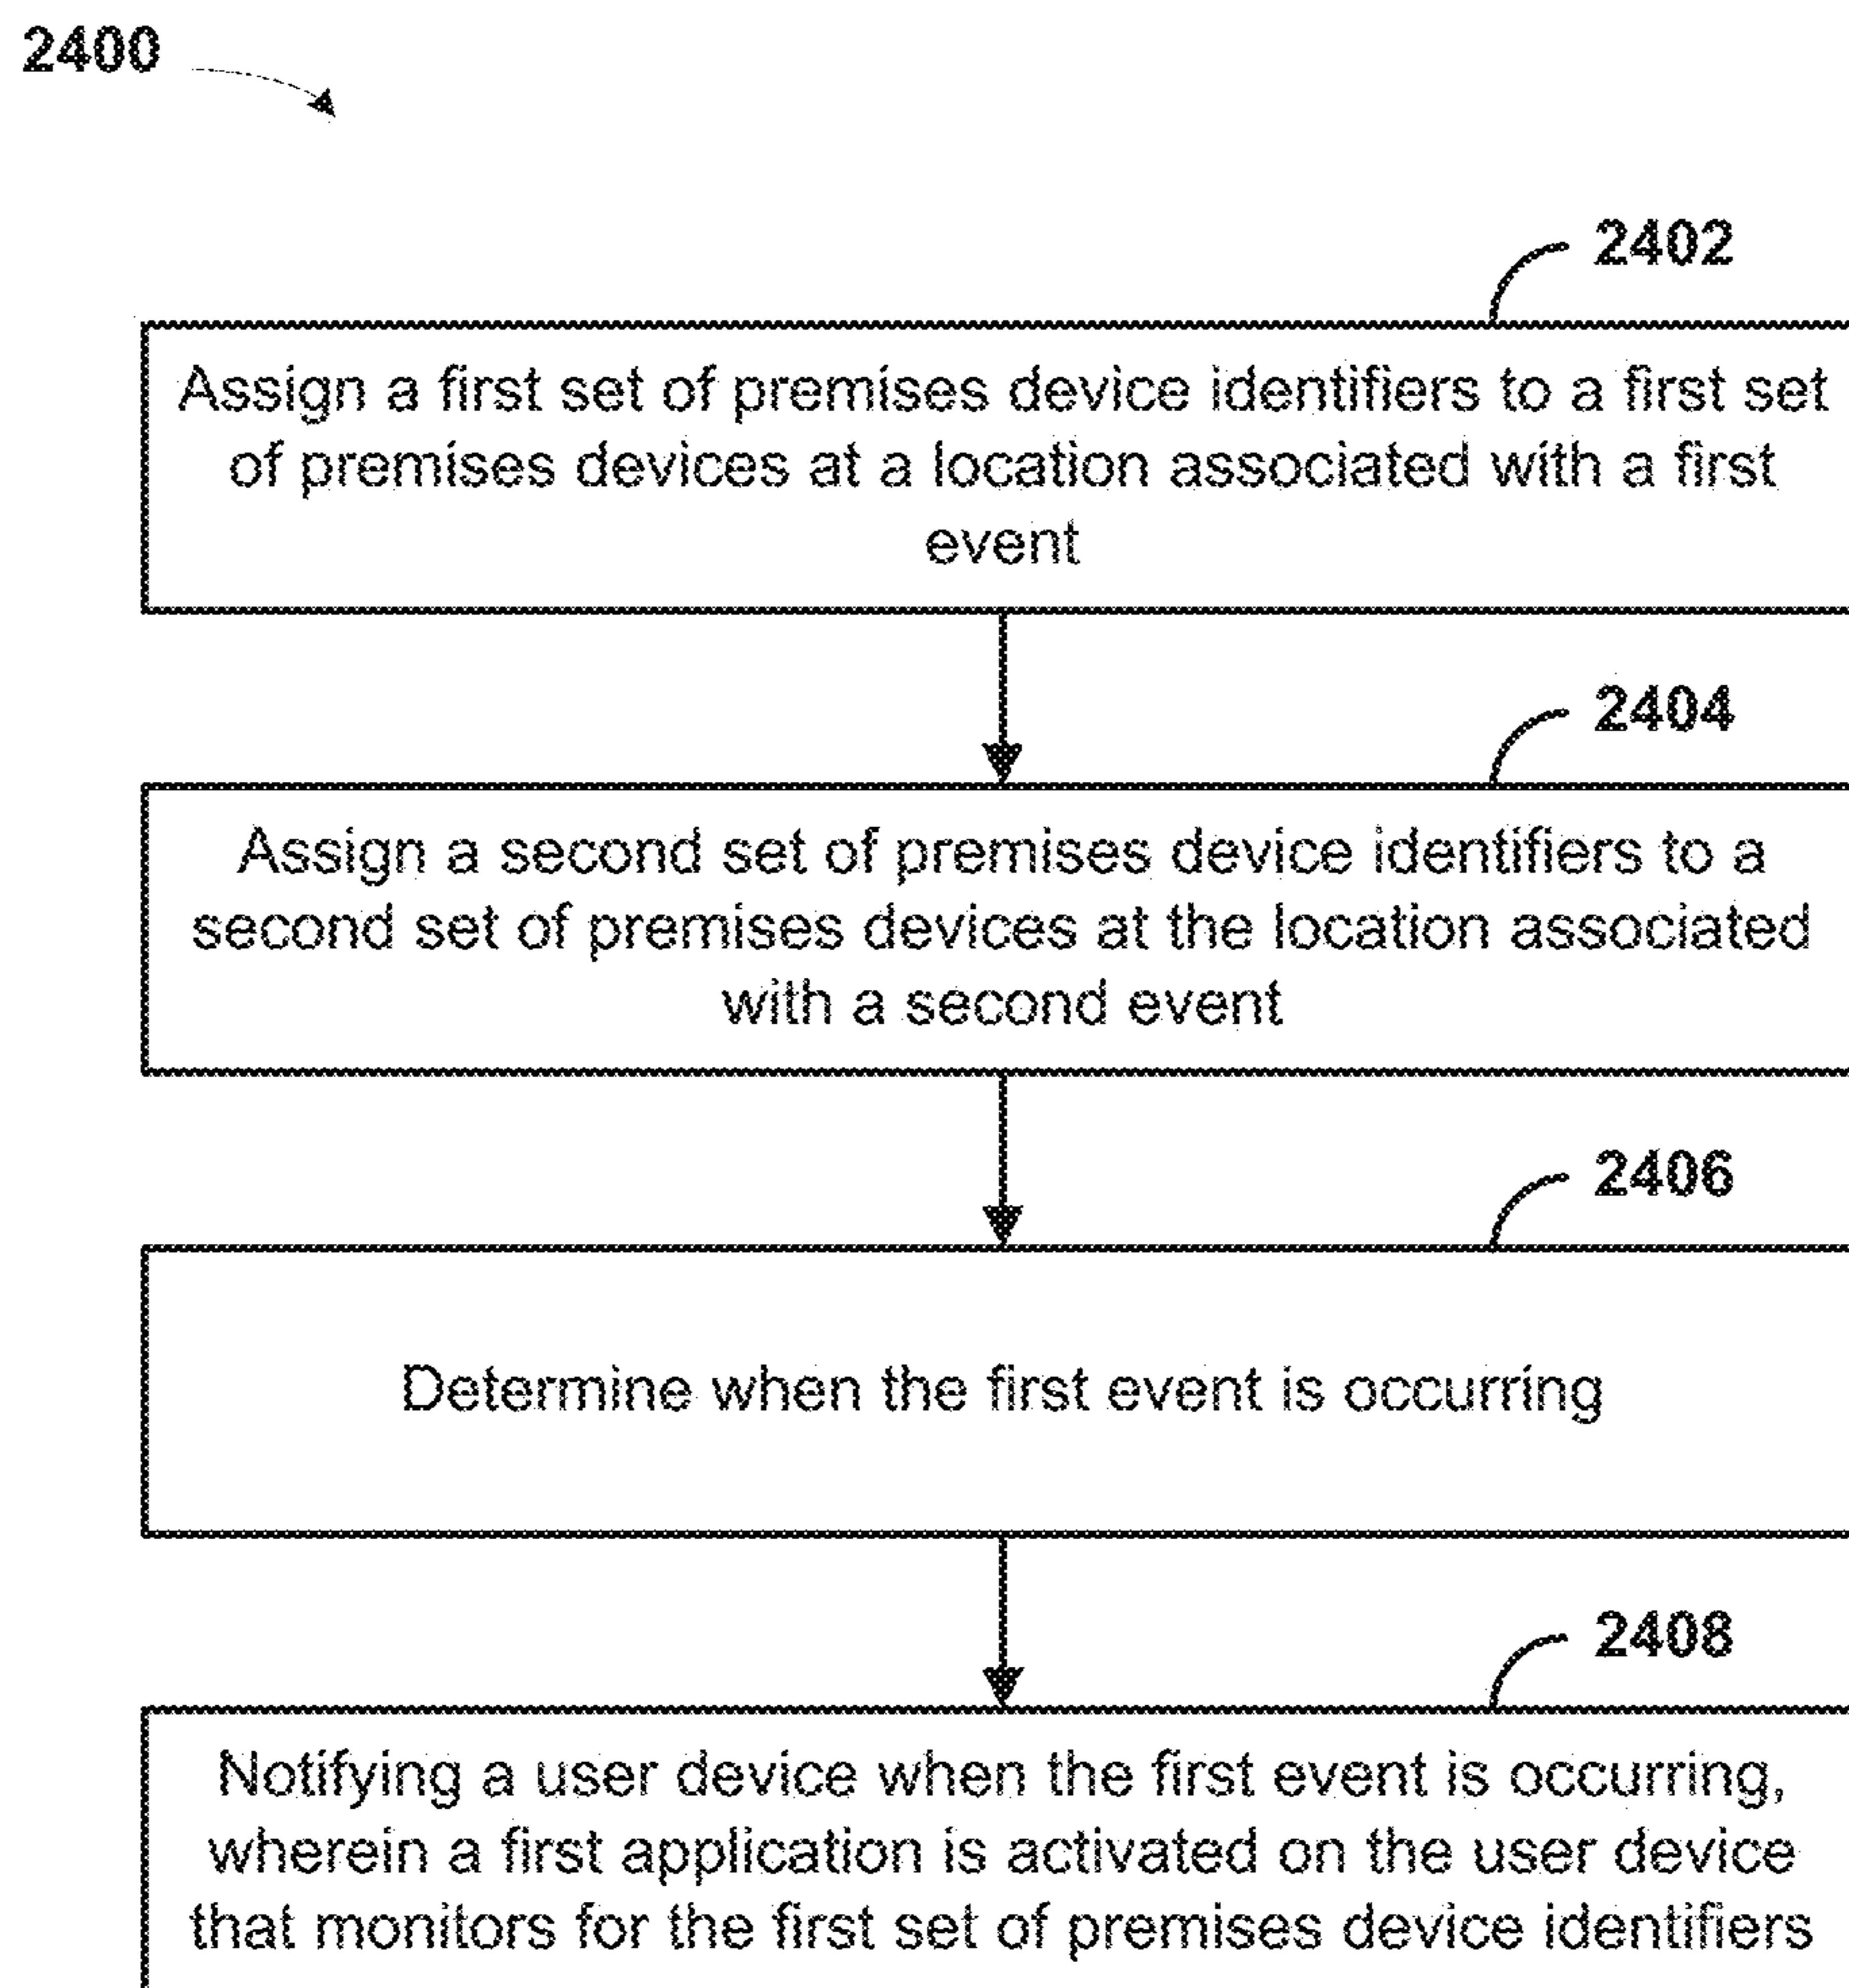 2400
2402
Assign a first set of premises device identifiers to a first set
of premises devices at a location associated with a first
event
2404
Assign a second set of premises device identifiers to a
second set of premises devices at the location associated
with a second event
2406
Determine when the first event is occurring
2408
Notifying a user device when the first event is occurring,
wherein a first application is activated on the user device
that monitors for the first set of premises device identifiers